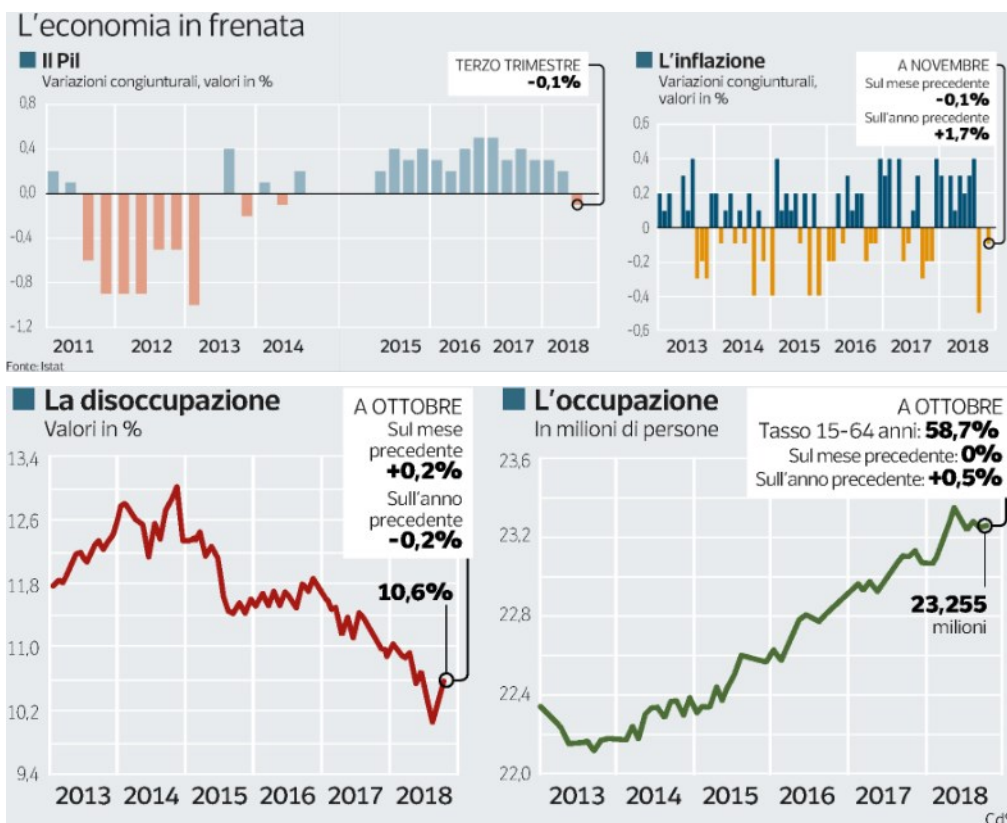 L'economia in frenata
Il Pil
Variazioni congiunturali, valori in %
TERZO TRIMESTRE
-0,1%
0,8
0,4
0,0
-0,4
-0,8
-1,2
2011 2012 2013 2014 2015 2016 2017 2018
Fonte: Istat
L'inflazione
Variazioni congiunturali,
valori in %
A NOVEMBRE
Sul mese precedente
-0,1%
Sull'anno precedente
+1,7%
0,6
0,4
0,2
0
-0,2
-0,4
-0,6
2013 2014 2015 2016 2017 2018
La disoccupazione
Valori in %
A OTTOBRE
Sul mese
precedente
+0,2%
Sull'anno
precedente
-0,2%
10,6%
13,4
12,6
11,8
11,0
10,2
9,4
2013 2014 2015 2016 2017 2018
L'occupazione
In milioni di persone
A OTTOBRE
Tasso 15-64 anni: 58,7%
Sul mese precedente: 0%
Sull'anno precedente: +0,5%
23,255
milioni
23,6
23,2
22,8
22,4
22,0
2013 2014 2015 2016 2017 2018